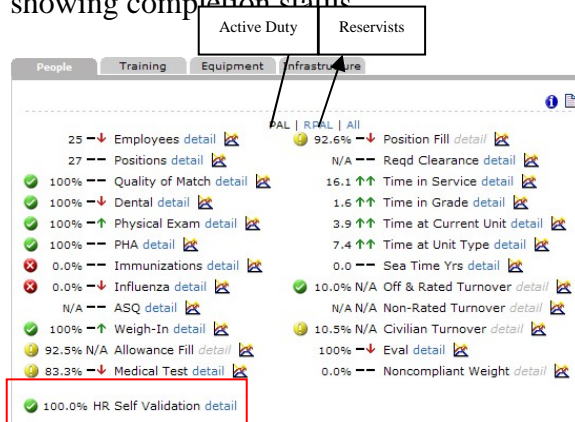 showing completion status
Active Duty Reservists
People Training Equipment Infrastructure
PAL | RPAL | All
25 Employees detail
27 Positions detail
100% Quality of Match detail
100% Dental detail
100% Physical Exam detail
100% PHA detail
0.0% Immunizations detail
0.0% Influenza detail
N/A ASQ detail
100% Weigh-In detail
92.5% N/A Allowance Fill detail
83.3% Medical Test detail
100.0% HR Self Validation detail
92.6% Position Fill detail
N/A Reqd Clearance detail
16.1 Time in Service detail
1.6 Time in Grade detail
3.9 Time at Current Unit detail
7.4 Time at Unit Type detail
0.0 Sea Time Yrs detail
10.0% N/A Off & Rated Turnover detail
N/A N/A Non-Rated Turnover detail
10.5% N/A Civilian Turnover detail
100% Eval detail
0.0% Noncompliant Weight detail